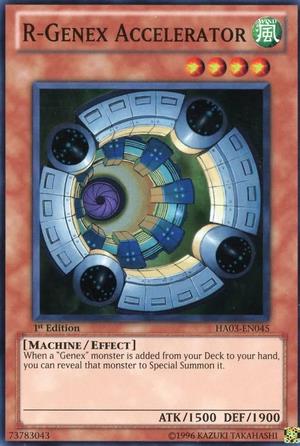 R-Genex Accelerator
WIND
風
1st Edition
HA03-EN045
[Machine/Effect]
When a "Genex" monster is added from your Deck to your hand,
you can reveal that monster to Special Summon it.
ATK/1500 DEF/1900
73783043
©1996 KAZUKI TAKAHASHI